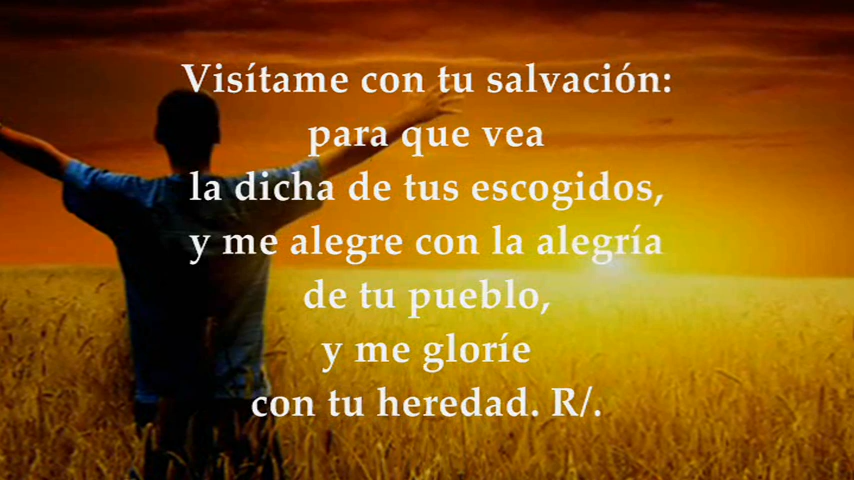 Visítame con tu salvación:
para que vea
la dicha de tus escogidos,
y me alegre con la alegría
de tu pueblo,
y me gloríe
con tu heredad. R/.